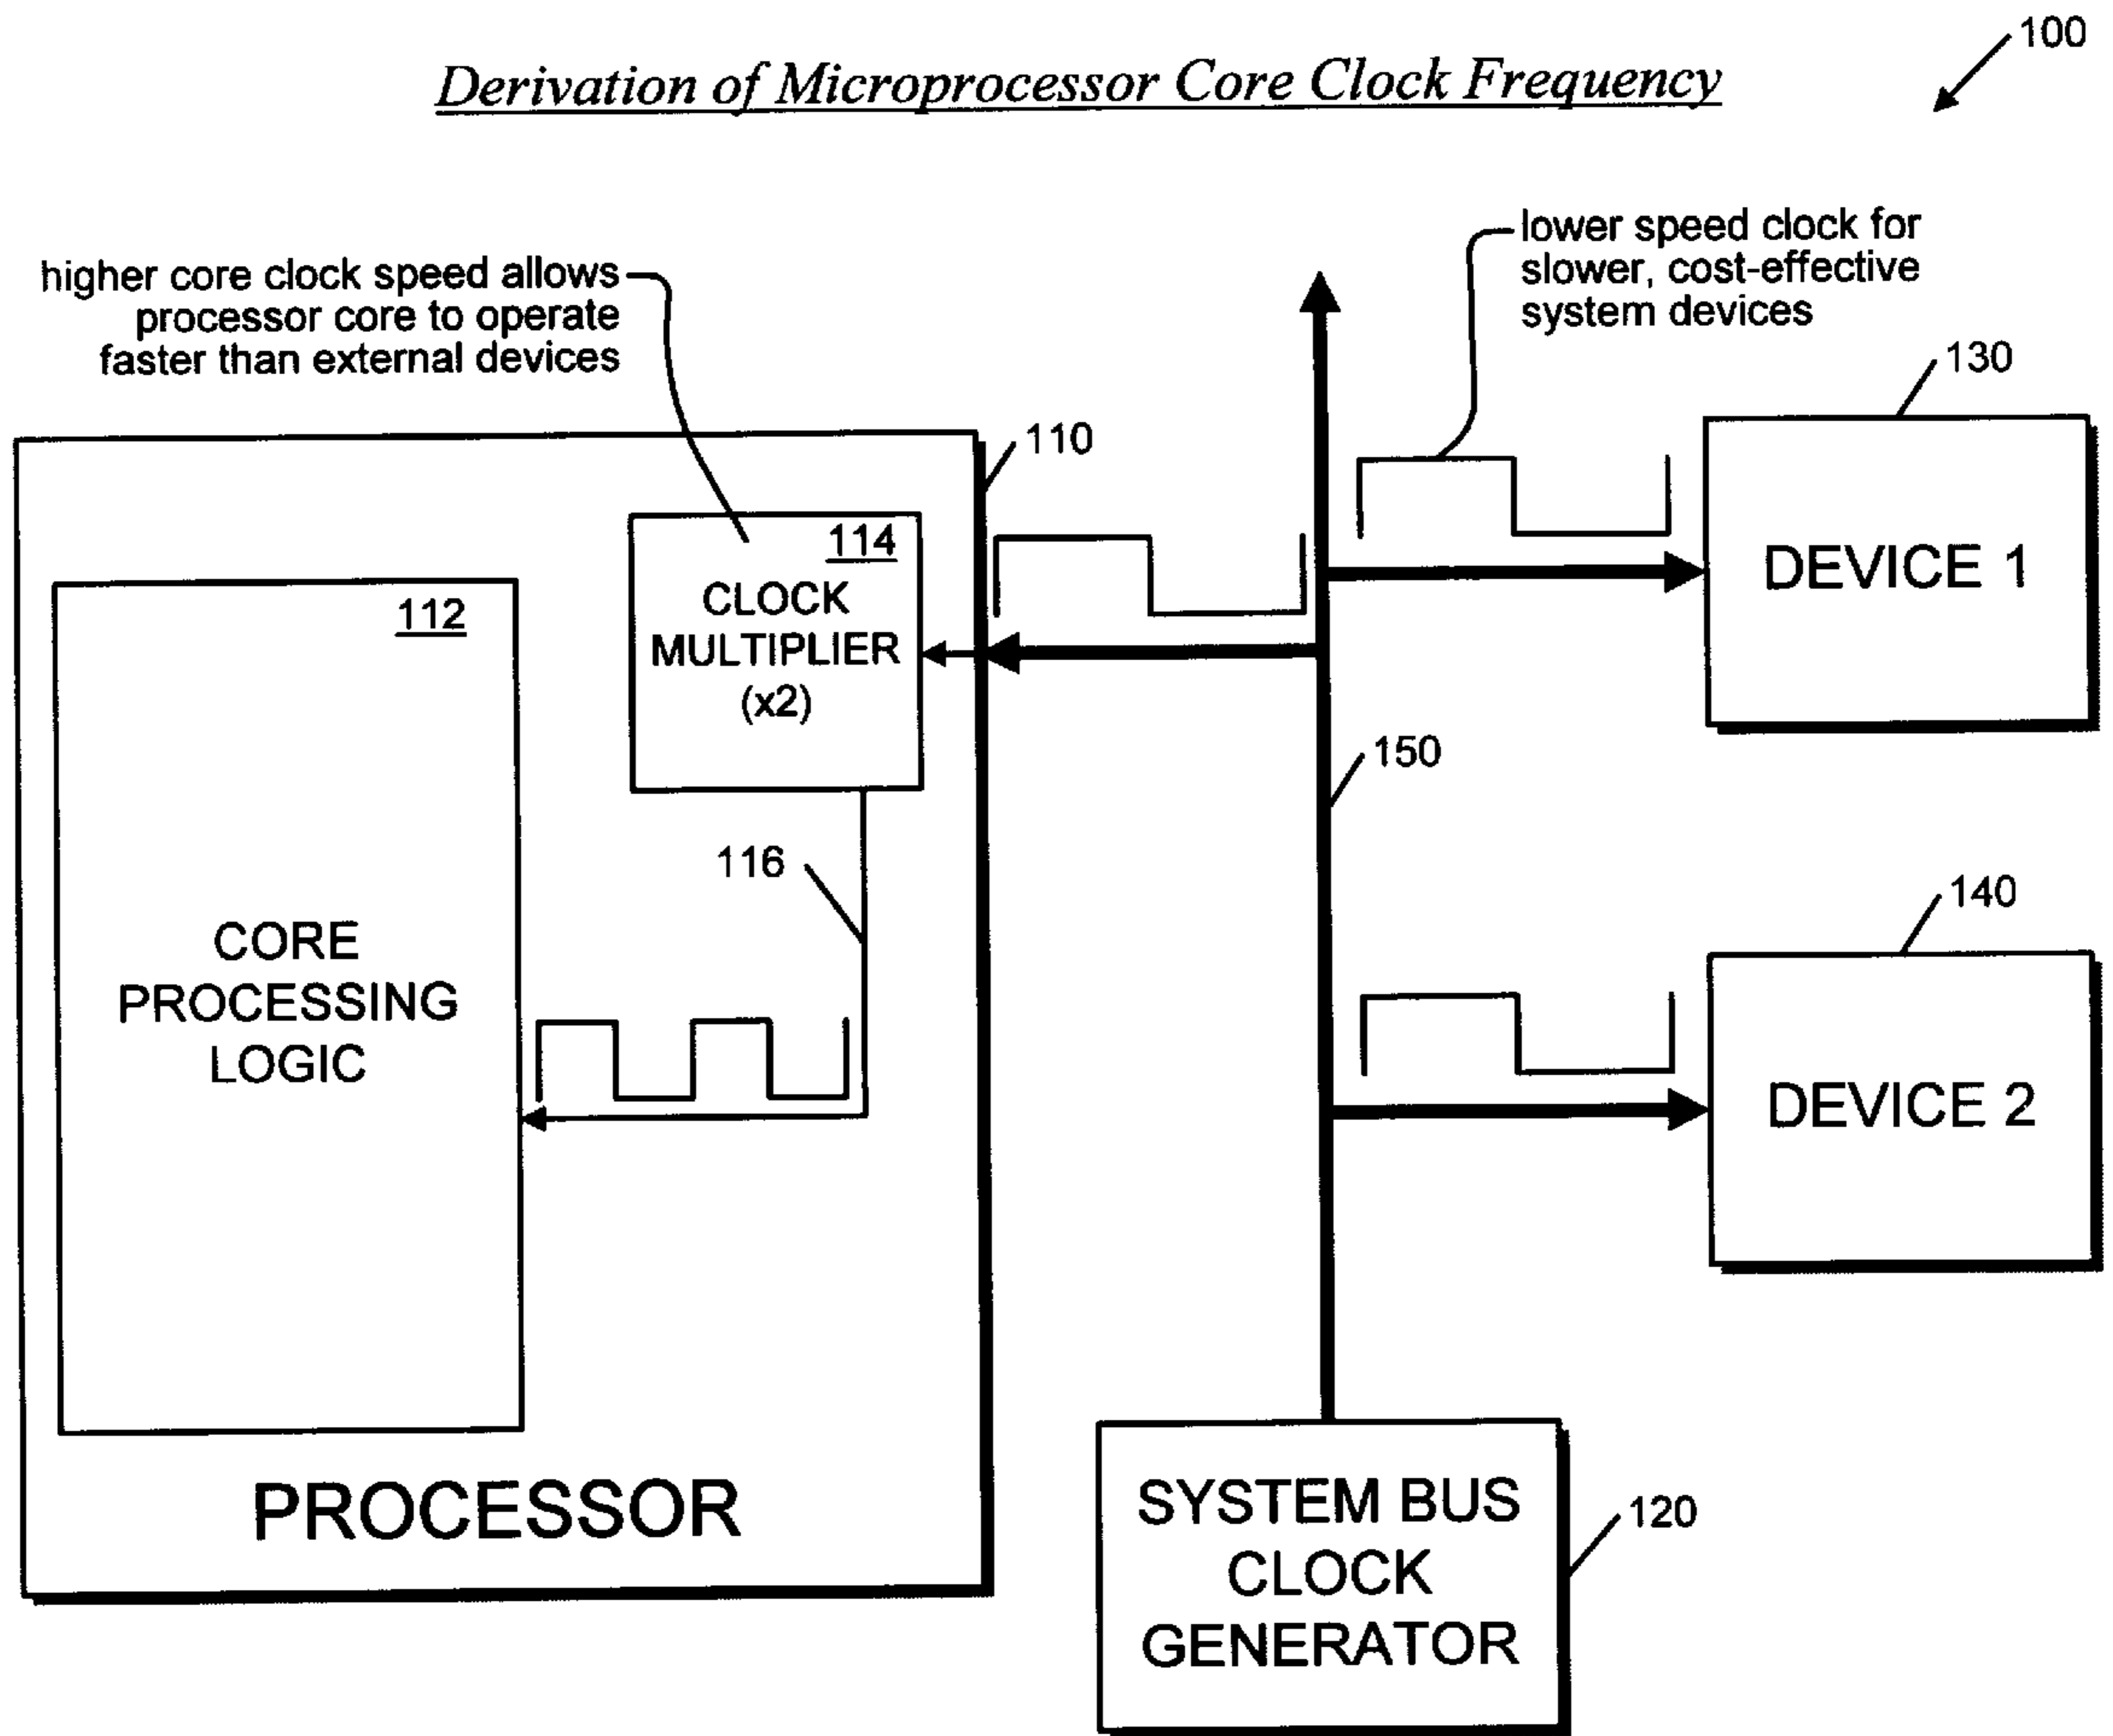 100
Derivation of Microprocessor Core Clock Frequency
lower speed clock for
slower, cost-effective
system devices
higher core clock speed allows
processor core to operate
faster than external devices
130
110
114
CLOCK
MULTIPLIER
(x2)
DEVICE 1
112
150
116
140
CORE
PROCESSING
LOGIC
DEVICE 2
PROCESSOR
SYSTEM BUS
CLOCK
GENERATOR
120